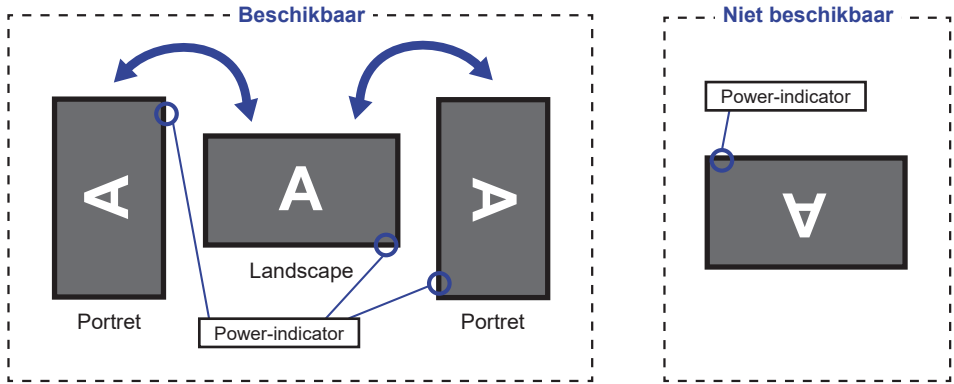 Beschikbaar
A
A
A
Landscape
Portret
Power-indicator
Portret
Niet beschikbaar
Power-indicator
A